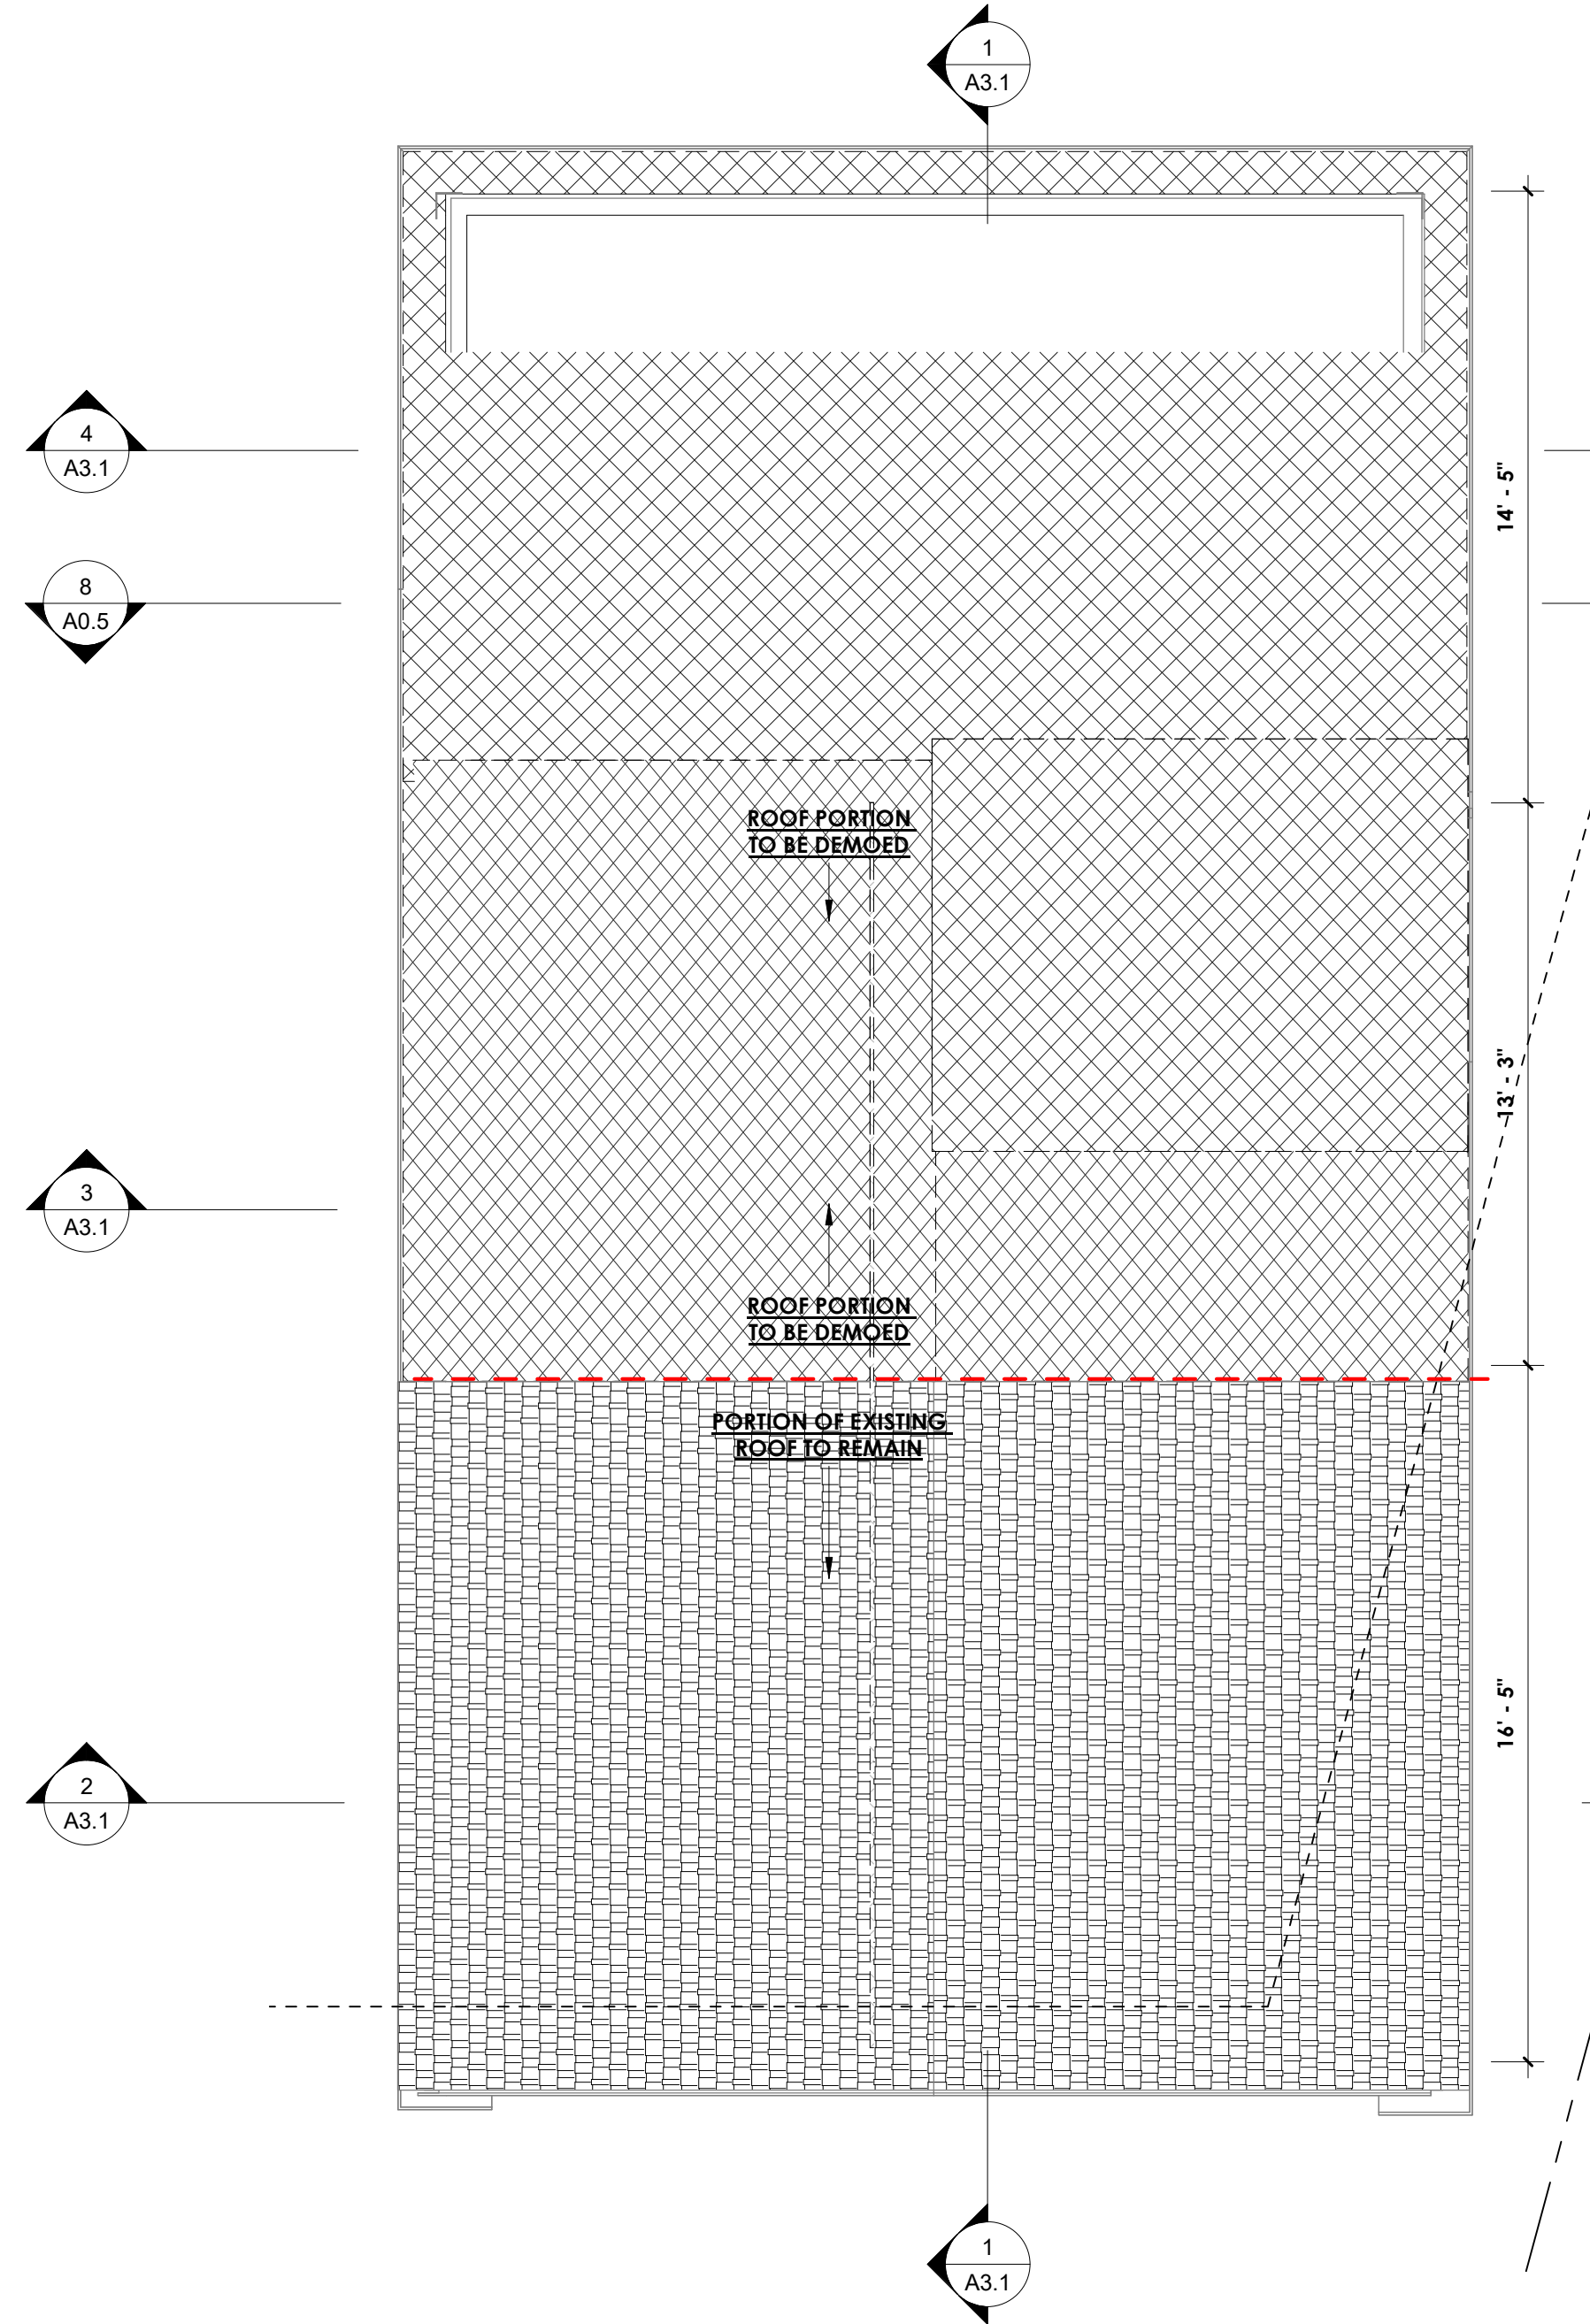 1
A3.1
4
A3.1
14' - 5"
8
A0.5
ROOF PORTION
TO BE DEMOED
13' - 3"
3
A3.1
ROOF PORTION
TO BE DEMOED
PORTION OF EXISTING
ROOF TO REMAIN
16' - 5"
2
A3.1
1
A3.1